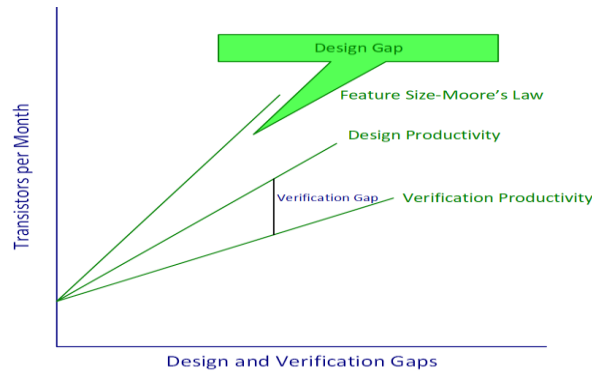 Design Gap
Feature Size-Moore's Law
Design Productivity
Verification Gap
Verification Productivity
Transistors per Month
Design and Verification Gaps